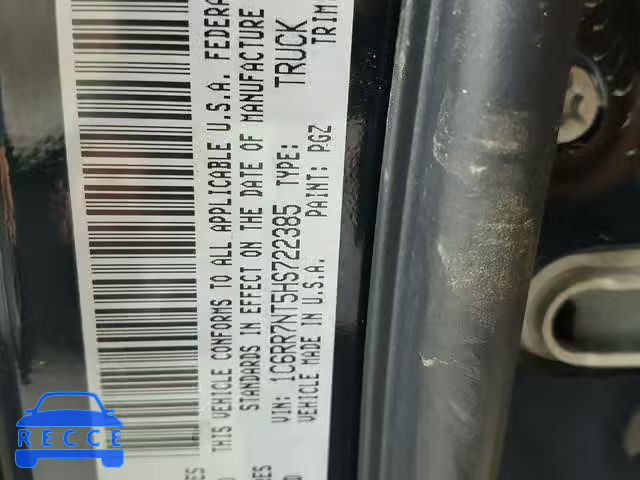 THIS VEHICLE CONFORMS TO ALL APPLICABLE U.S.A. FEDERA
STANDARDS IN EFFECT ON THE DATE OF MANUFACTURE
VIN: 1C6RR7NT5HS722385 TYPE: TRUCK
VEHICLE MADE IN U.S.A. PAINT: PGZ TRIM
RECCE